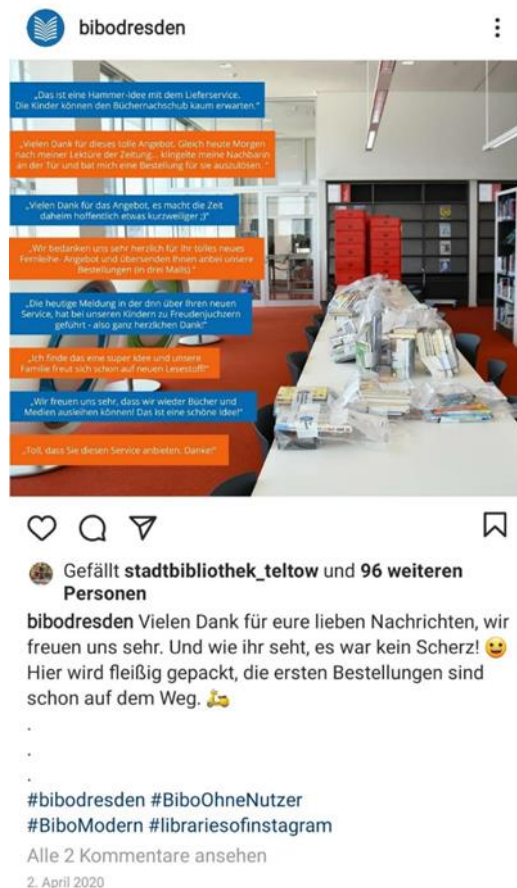 bibodresden
„Das ist eine Hammer-Idee mit dem Lieferservice.
Die Kinder können den Büchernachschub kaum erwarten."
„Vielen Dank für dieses tolle Angebot. Gleich heute Morgen
nach meiner Lektüre der Zeitung... klingelte meine Nachbarin
an der Tür und bat mich eine Bestellung für sie auszulösen. "
„Vielen Dank für das Angebot, es macht die Zeit
daheim hoffentlich etwas kurzweiliger ;)"
„Wir bedanken uns sehr herzlich für Ihr tolles neues
Fernleihe- Angebot und übersenden Ihnen anbei unsere
Bestellungen (in drei Mails) "
„Die heutige Meldung in der dnn über Ihren neuen
Service, hat bei unseren Kindern zu Freudenjuchzern
geführt - also ganz herzlichen Dank!"
„Ich finde das eine super Idee und unsere
Familie freut sich schon auf neuen Lesestoff!"
„Wir freuen uns sehr, dass wir wieder Bücher und
Medien ausleihen können! Das ist eine schöne Idee!"
„Toll, dass Sie diesen Service anbieten. Danke!"
Gefällt stadtbibliothek_teltow und 96 weiteren
Personen
bibodresden Vielen Dank für eure lieben Nachrichten, wir
freuen uns sehr. Und wie ihr seht, es war kein Scherz! 😃
Hier wird fleißig gepackt, die ersten Bestellungen sind
schon auf dem Weg. 🛵
.
.
.
#bibodresden #BiboOhneNutzer
#BiboModern #librariesofinstagram
Alle 2 Kommentare ansehen
2. April 2020